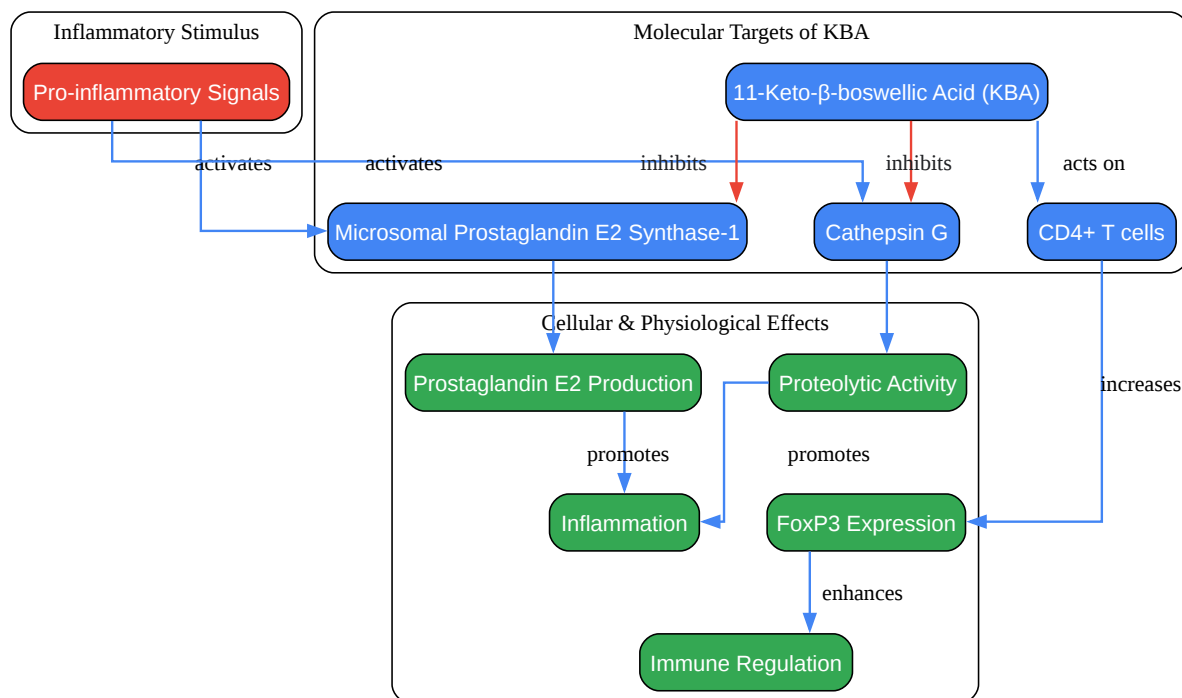 Inflammatory Stimulus
Molecular Targets of KBA
Pro-inflammatory Signals
11-Keto-β-boswellic Acid (KBA)
activates
activates
inhibits
inhibits
acts on
Microsomal Prostaglandin E2 Synthase-1
Cathepsin G
CD4+ T cells
Cellular & Physiological Effects
Prostaglandin E2 Production
Proteolytic Activity
increases
promotes
promotes
Inflammation
FoxP3 Expression
enhances
Immune Regulation